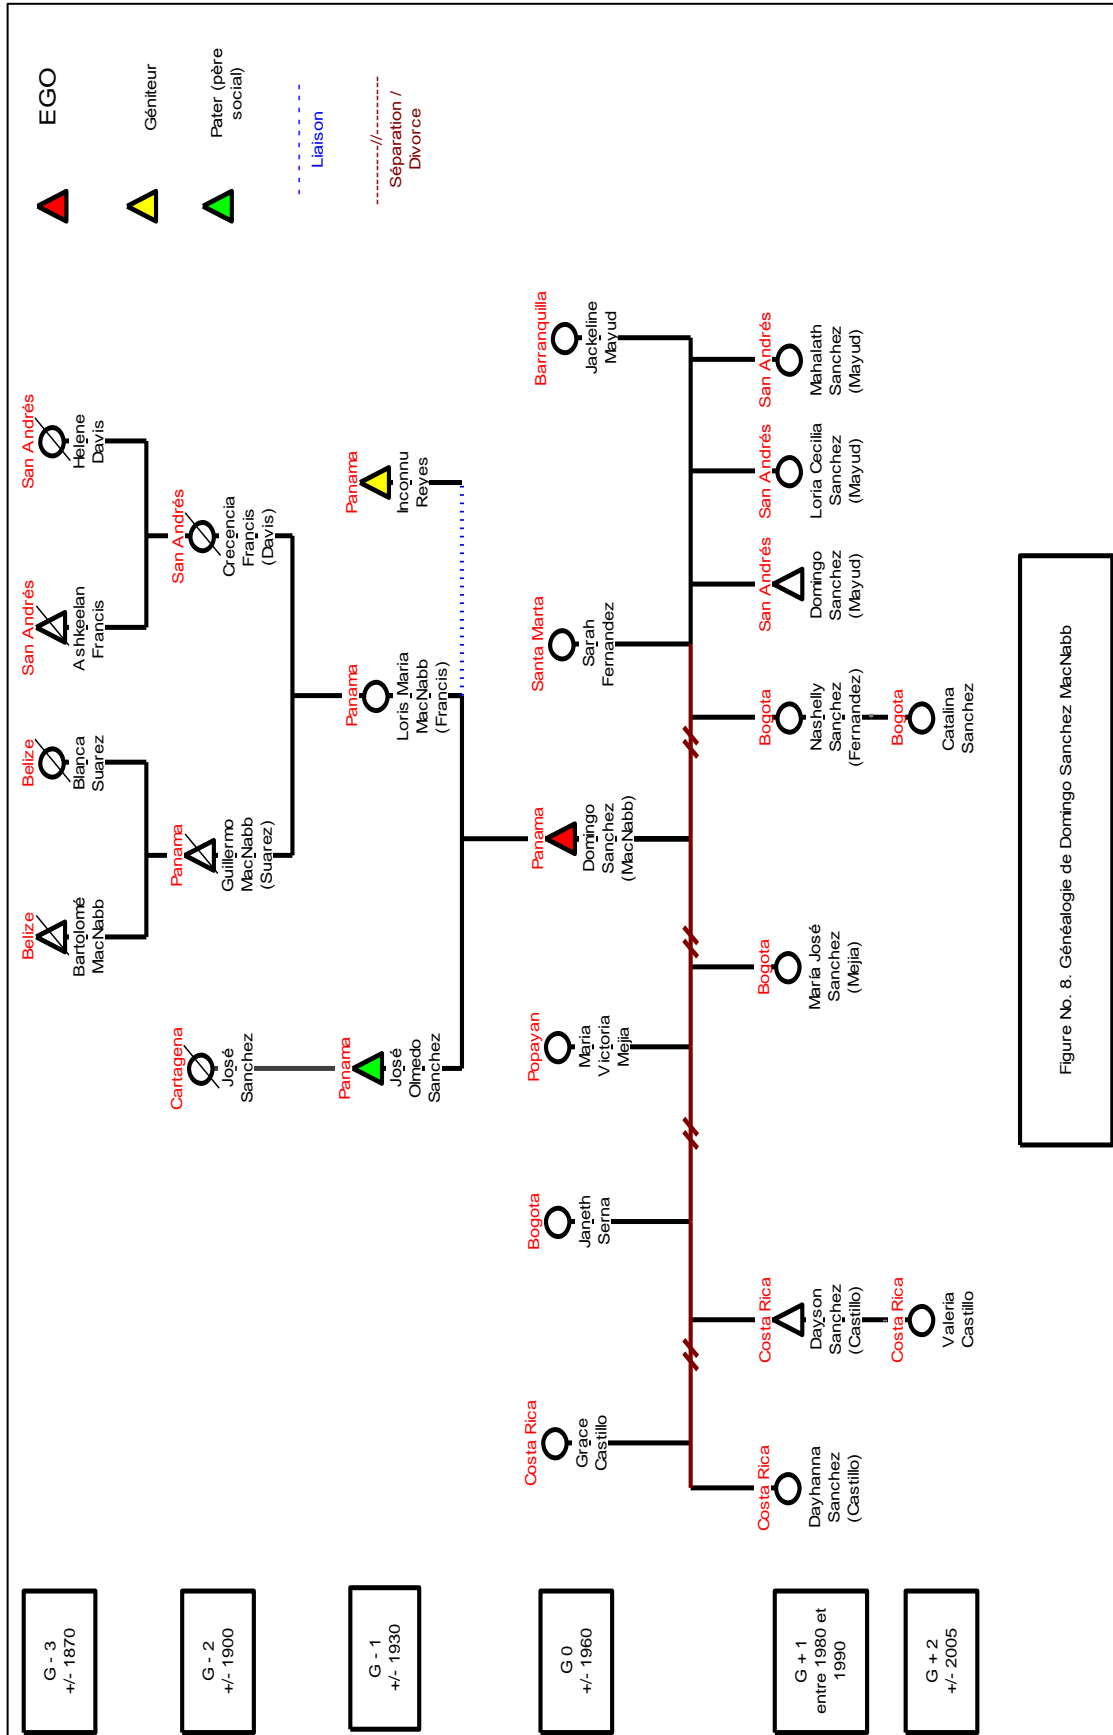 G - 3
+/- 1870
Belize
Bartolomé
MacNabb
Belize
Blanca
Suarez
San Andrés
Ashkeelan
Francis
San Andrés
Helene
Davis
EGO
Géniteur
Pater (père
social)
Liaison
Séparation /
Divorce
G - 2
+/- 1900
Cartagena
José
Sanchez
Panama
Guillermo
MacNabb
(Suarez)
San Andrés
Crecencia
Francis
(Davis)
G - 1
+/- 1930
Panama
José
Olmedo
Sanchez
Panama
Loris Maria
MacNabb
(Francis)
Panama
Inconnu
Reyes
G 0
+/- 1960
Costa Rica
Grace
Castillo
Bogota
Janeth
Serna
Popayan
Maria
Victoria
Mejia
Panama
Domingo
Sanchez
(MacNabb)
Santa Marta
Sarah
Fernandez
Barranquilla
Jackeline
Mayud
G + 1
entre 1980 et
1990
Costa Rica
Dayhanna
Sanchez
(Castillo)
Costa Rica
Dayson
Sanchez
(Castillo)
Bogota
María José
Sanchez
(Mejia)
Bogota
Nashelly
Sanchez
(Fernandez)
San Andrés
Domingo
Sanchez
(Mayud)
San Andrés
Loria Cecilia
Sanchez
(Mayud)
San Andrés
Mahalath
Sanchez
(Mayud)
G + 2
+/- 2005
Costa Rica
Valeria
Castillo
Bogota
Catalina
Sanchez
Figure No. 8. Généalogie de Domingo Sanchez MacNabb